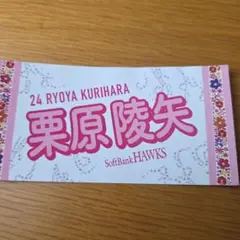 24 RYOYA KURIHARA
栗原陵矢
SoftBank HAWKS